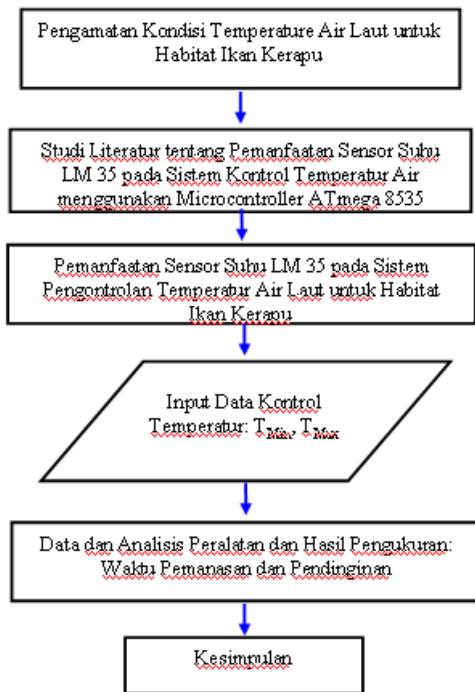 Pengamatan Kondisi Temperature Air Laut untuk
Habitat Ikan Kerapu
Studi Literatur tentang Pemanfaatan Sensor Suhu
LM 35 pada Sistem Kontrol Temperatur Air
menggunakan Microcontroller ATmega 8535
Pemanfaatan Sensor Suhu LM 35 pada Sistem
Pengontrolan Temperatur Air Laut untuk Habitat
Ikan Kerapu
Input Data Kontrol
Temperatur: TMin, TMax
Data dan Analisis Peralatan dan Hasil Pengukuran:
Waktu Pemanasan dan Pendinginan
Kesimpulan